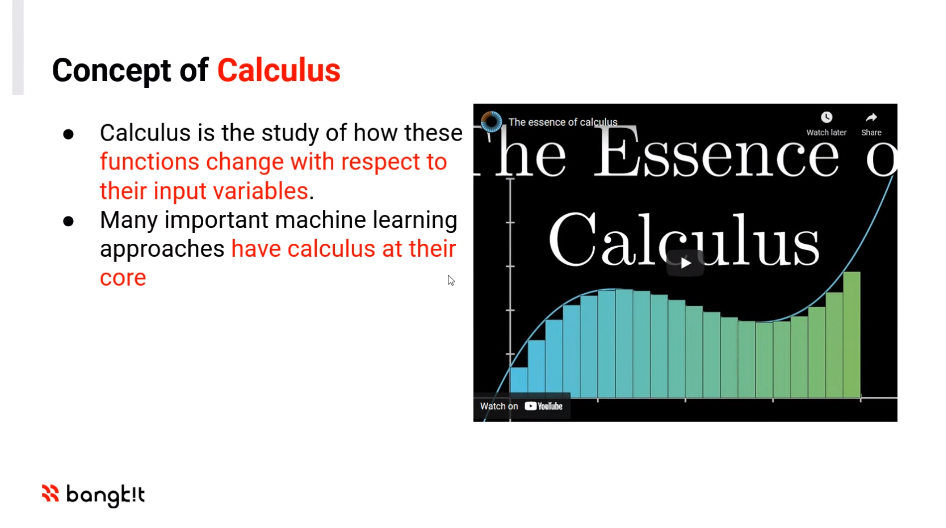 Concept of Calculus
● Calculus is the study of how these
functions change with respect to
their input variables.
● Many important machine learning
approaches have calculus at their
core
The essence of calculus
Watch later
Share
The Essence o
Calculus
Watch on YouTube
bangk!t